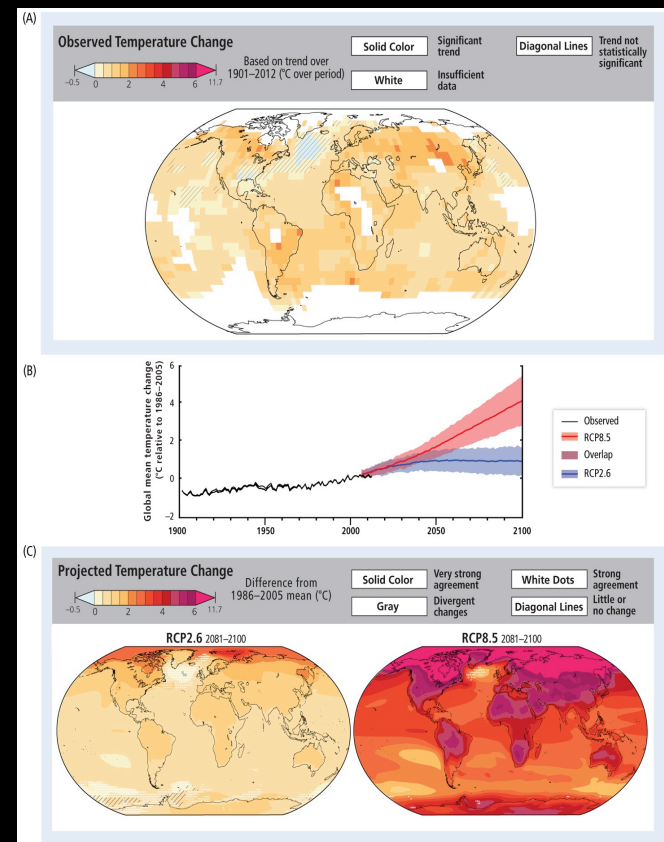 (A)
Observed Temperature Change
Based on trend over
1901–2012 (°C over period)
−0.5 0 2 4 6 11.7
Solid Color
Significant
trend
Diagonal Lines
Trend not
statistically
significant
White
Insufficient
data
(B)
Global mean temperature change
(°C relative to 1986–2005)
6
4
2
0
−2
1900 1950 2000 2050 2100
Observed
RCP8.5
Overlap
RCP2.6
(C)
Projected Temperature Change
Difference from
1986–2005 mean (°C)
−0.5 0 2 4 6 11.7
Solid Color
Very strong
agreement
White Dots
Strong
agreement
Gray
Divergent
changes
Diagonal Lines
Little or
no change
RCP2.6 2081–2100
RCP8.5 2081–2100